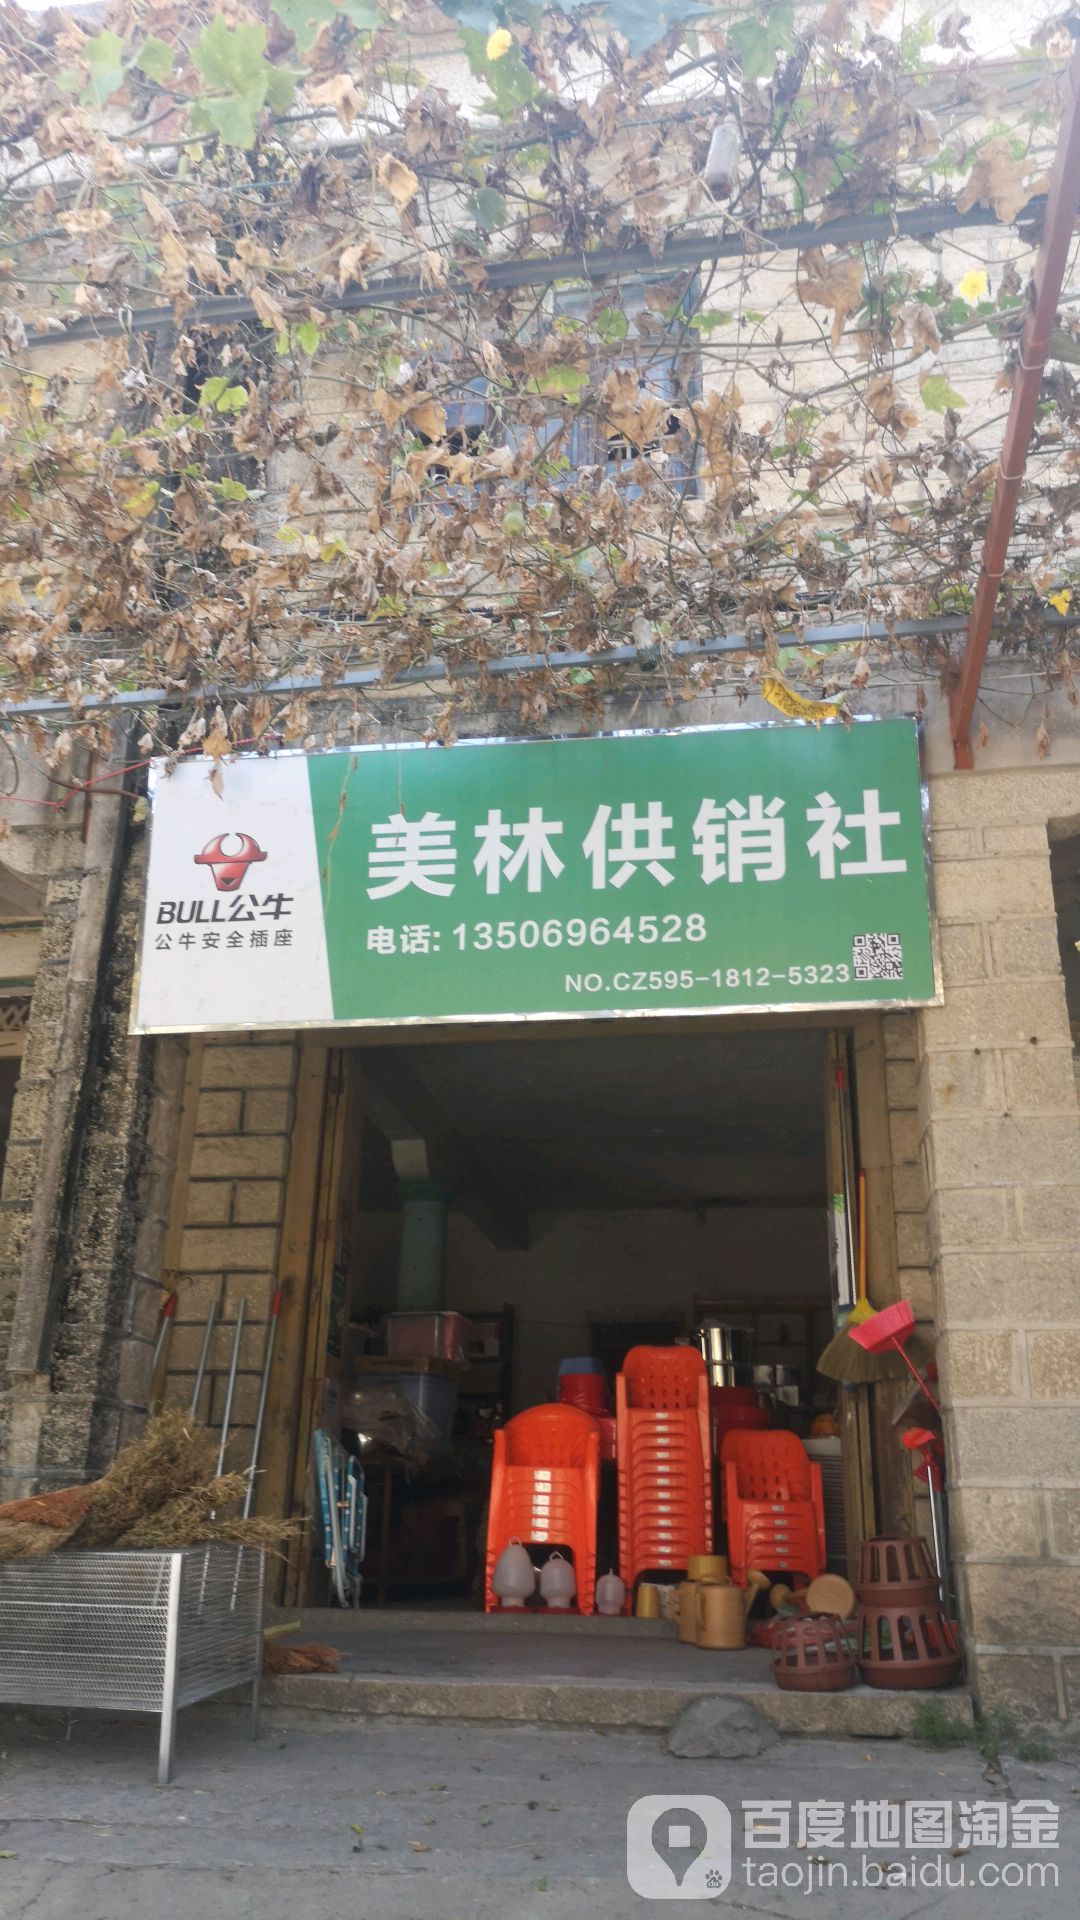 美林供销社
BULL公牛
公牛安全插座
电话: 13506964528
NO.CZ595-1812-5323
百度地图淘金
taojin.baidu.com